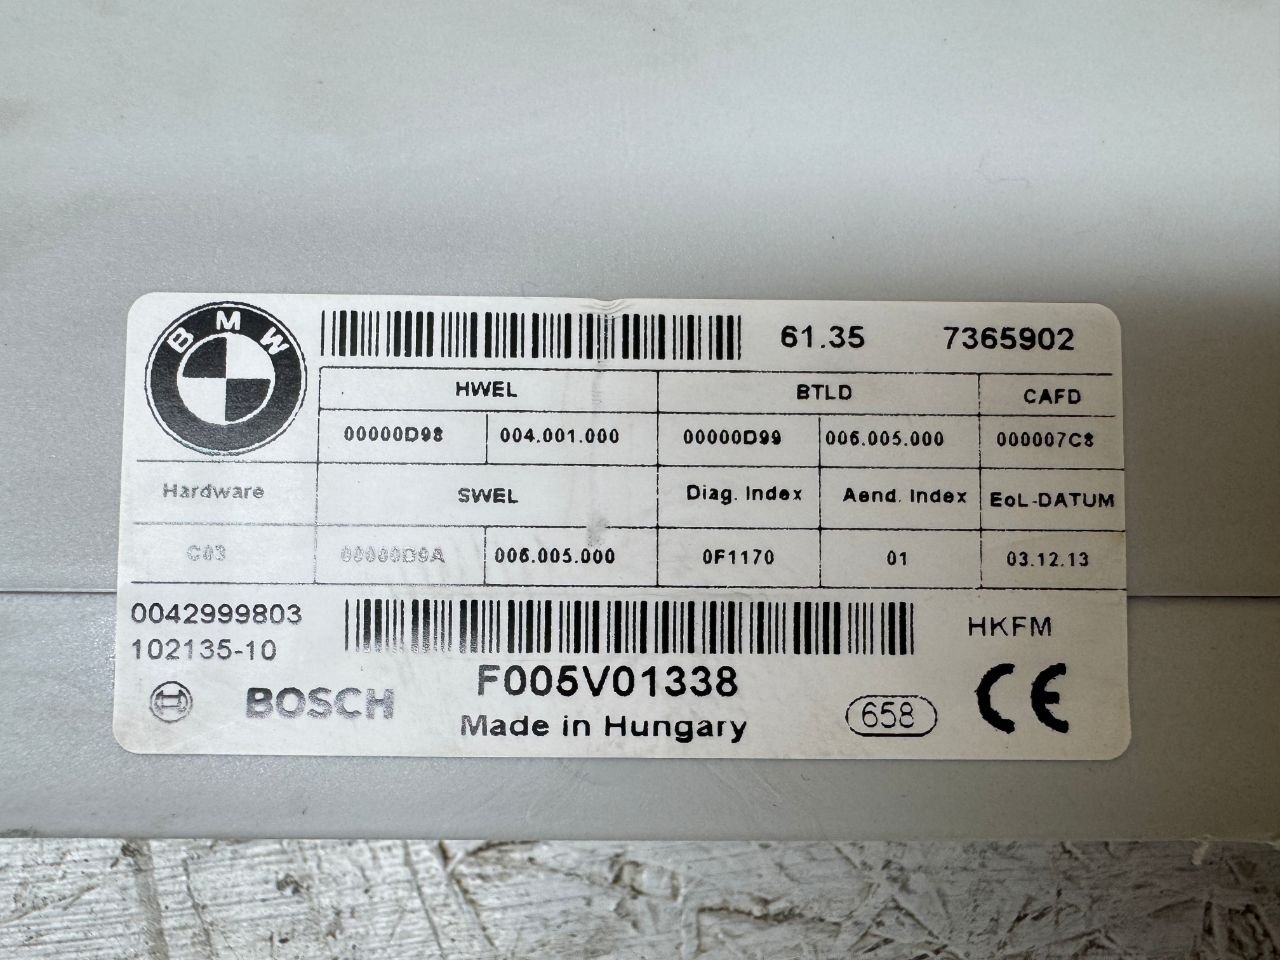 BMW
61.35 7365902
HWEL BTLD CAFD
00000D98 004.001.000 00000D99 006.005.000 000007C8
Hardware SWEL Diag. Index Aend. Index EoL-DATUM
C03 00000D9A 006.005.000 0F1170 01 03.12.13
0042999803
102135-10
HKFM
F005V01338
BOSCH
Made in Hungary
658
CE